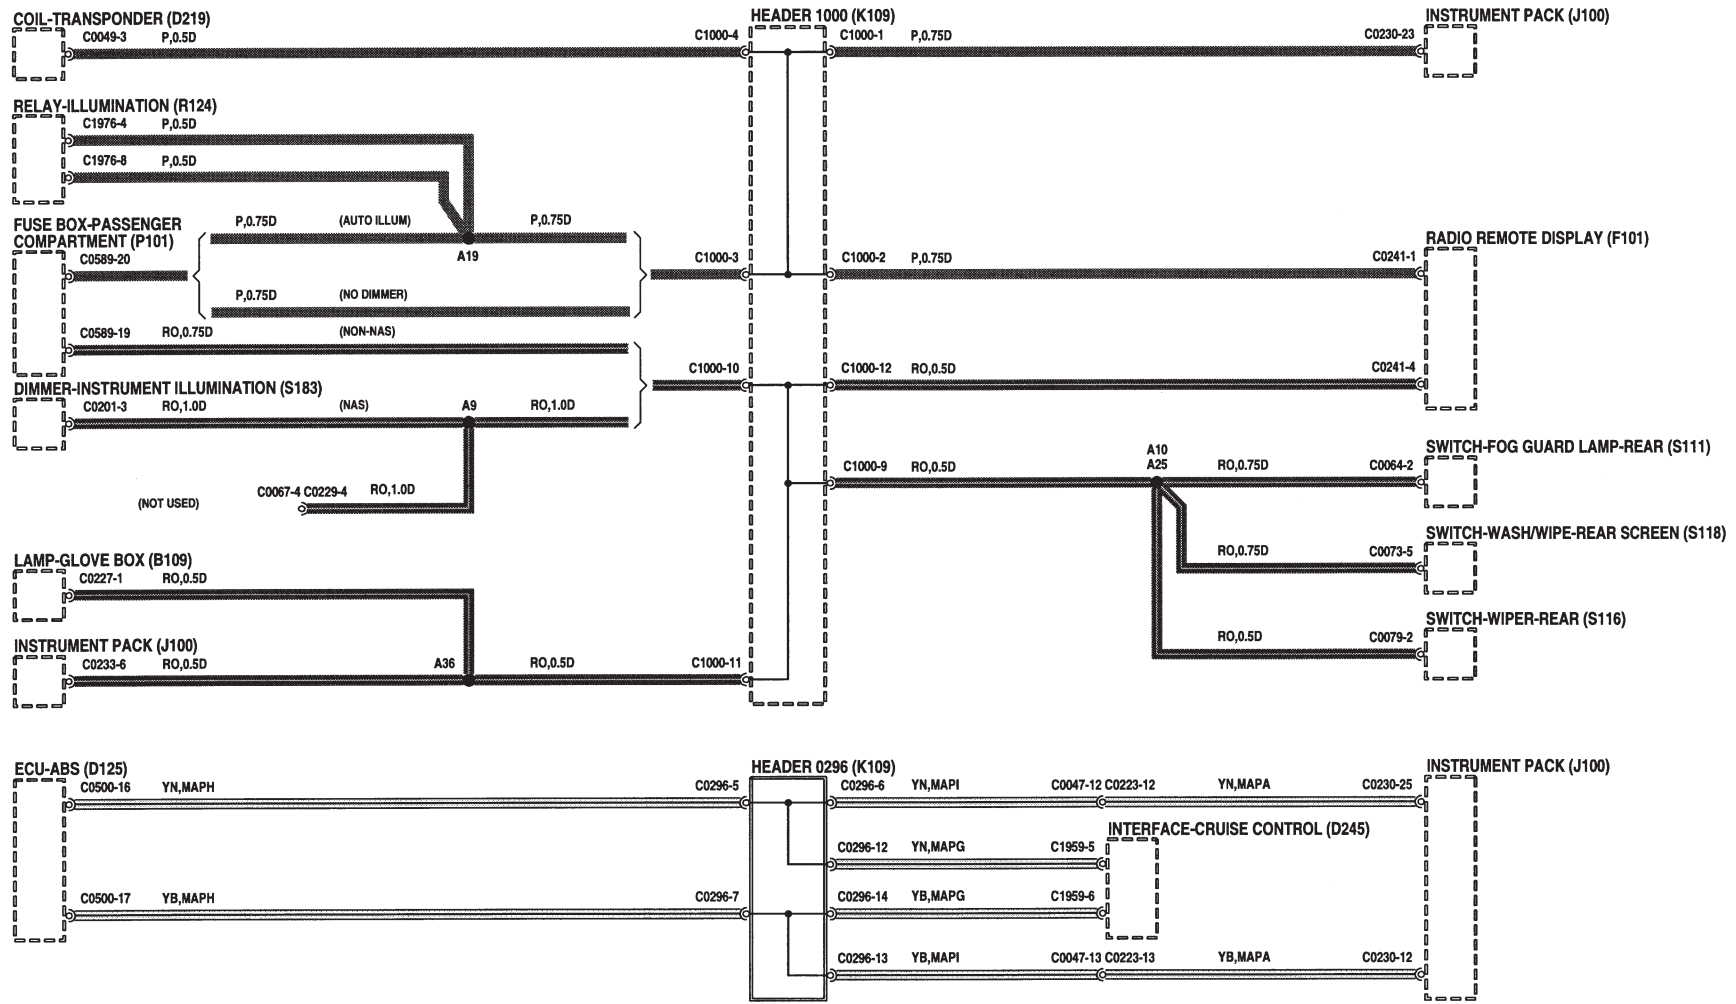 COIL-TRANSPONDER (D219)
C0049-3 P,0.5D C1000-4
HEADER 1000 (K109)
C1000-1 P,0.75D C0230-23
INSTRUMENT PACK (J100)
RELAY-ILLUMINATION (R124)
C1976-4 P,0.5D
C1976-8 P,0.5D
FUSE BOX-PASSENGER
COMPARTMENT (P101)
C0589-20
P,0.75D (AUTO ILLUM) P,0.75D
A19
P,0.75D (NO DIMMER)
C1000-3
C1000-2 P,0.75D C0241-1
RADIO REMOTE DISPLAY (F101)
C0589-19 RO,0.75D (NON-NAS)
C1000-10
C1000-12 RO,0.5D C0241-4
DIMMER-INSTRUMENT ILLUMINATION (S183)
C0201-3 RO,1.0D (NAS) A9 RO,1.0D
(NOT USED)
C0067-4 C0229-4 RO,1.0D
C1000-9 RO,0.5D
A10
A25
RO,0.75D C0064-2
SWITCH-FOG GUARD LAMP-REAR (S111)
RO,0.75D C0073-5
SWITCH-WASH/WIPE-REAR SCREEN (S118)
RO,0.5D C0079-2
SWITCH-WIPER-REAR (S116)
LAMP-GLOVE BOX (B109)
C0227-1 RO,0.5D
INSTRUMENT PACK (J100)
C0233-6 RO,0.5D A36 RO,0.5D C1000-11
ECU-ABS (D125)
C0500-16 YN,MAPH C0296-5
HEADER 0296 (K109)
C0296-6 YN,MAPI C0047-12 C0223-12 YN,MAPA C0230-25
INSTRUMENT PACK (J100)
INTERFACE-CRUISE CONTROL (D245)
C0296-12 YN,MAPG C1959-5
C0500-17 YB,MAPH C0296-7
C0296-14 YB,MAPG C1959-6
C0296-13 YB,MAPI C0047-13 C0223-13 YB,MAPA C0230-12